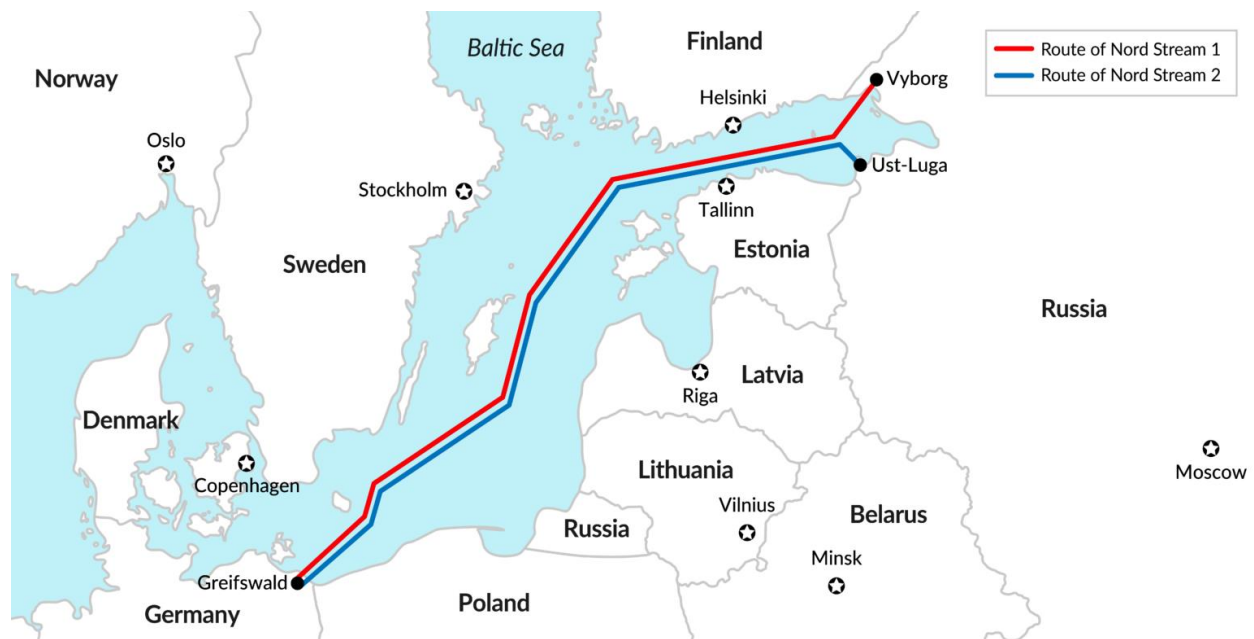 Baltic Sea
Finland
Route of Nord Stream 1
Route of Nord Stream 2
Norway
Vyborg
Helsinki
Oslo
Ust-Luga
Stockholm
Tallinn
Estonia
Sweden
Russia
Latvia
Riga
Denmark
Lithuania
Moscow
Copenhagen
Vilnius
Belarus
Russia
Minsk
Greifswald
Poland
Germany